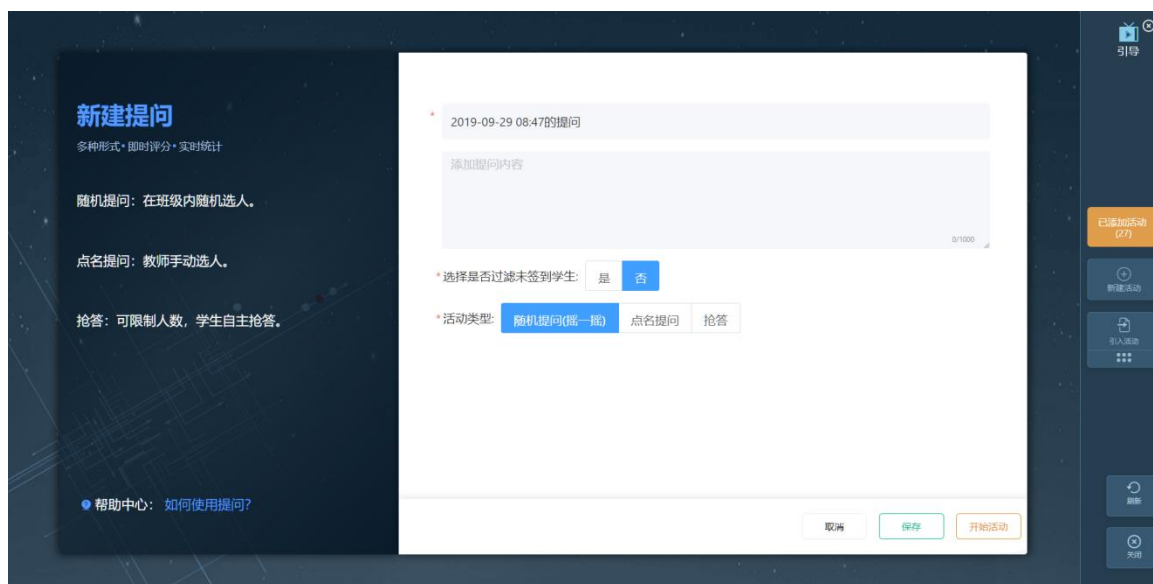 引导
新建提问
多种形式•即时评分•实时统计
随机提问：在班级内随机选人。
点名提问：教师手动选人。
抢答：可限制人数，学生自主抢答。
帮助中心： 如何使用提问?
* 2019-09-29 08:47的提问
添加提问内容
0/1000
*选择是否过滤未签到学生: 是 否
*活动类型: 随机提问(摇一摇) 点名提问 抢答
取消 保存 开始活动
已添加活动
(27)
新建活动
引入活动
刷新
关闭